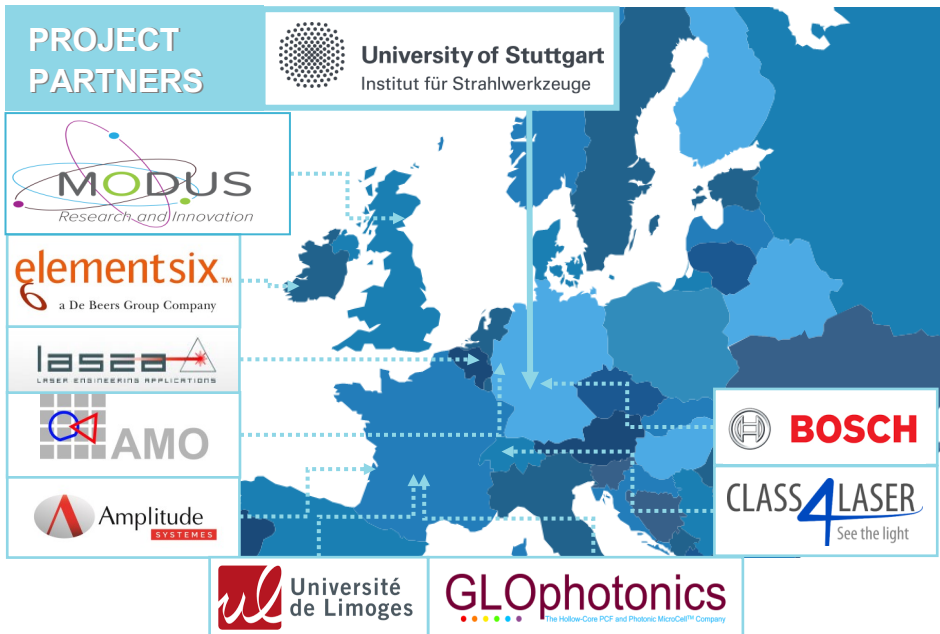 PROJECT
PARTNERS
University of Stuttgart
Institut für Strahlwerkzeuge
MODUS
Research and Innovation
elementsix™
a De Beers Group Company
lasea
LASER ENGINEERING APPLICATIONS
AMO
Amplitude
SYSTEMES
BOSCH
CLASS4LASER
See the light
ul
Université
de Limoges
GLOphotonics
The Hollow-Core PCF and Photonic MicroCell™ Company